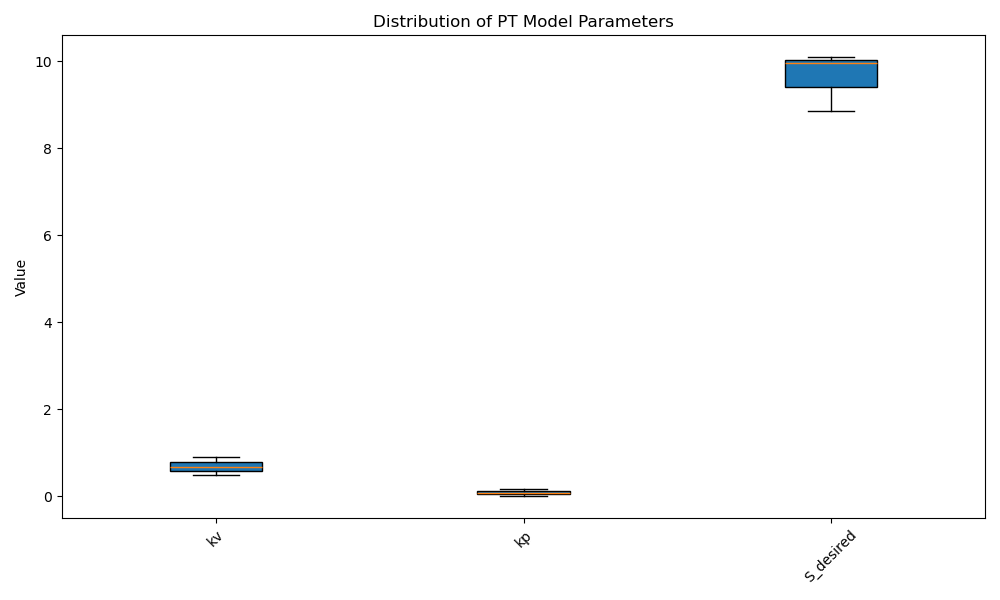 Distribution of PT Model Parameters
Value
10
8
6
4
2
0
kv
kp
S_desired